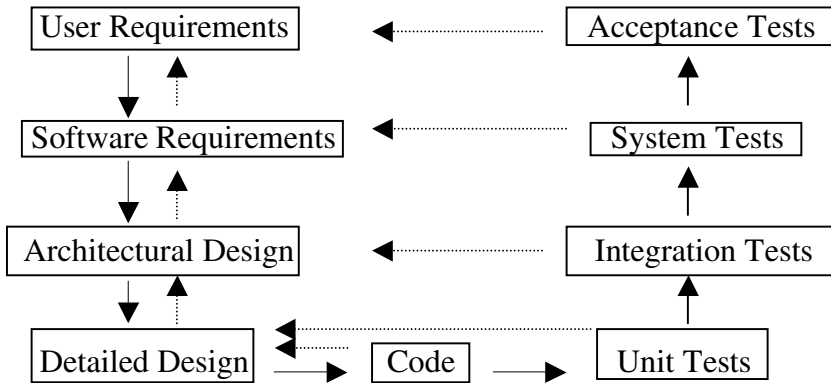 User Requirements
Acceptance Tests
Software Requirements
System Tests
Architectural Design
Integration Tests
Detailed Design
Code
Unit Tests